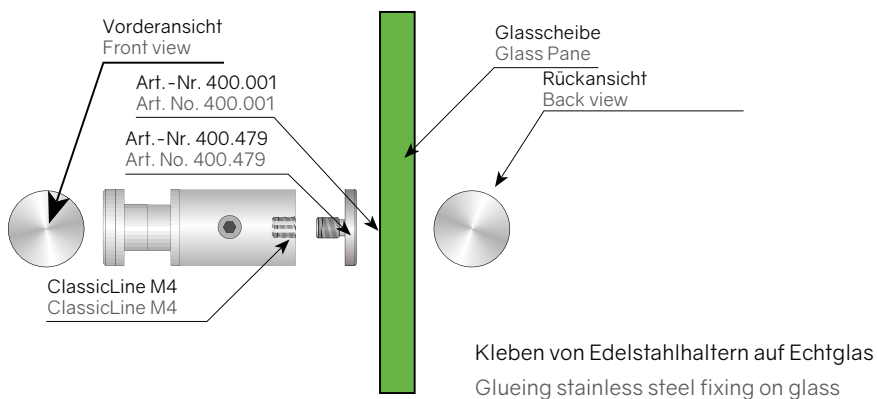 Vorderansicht
Front view
Art.-Nr. 400.001
Art. No. 400.001
Art.-Nr. 400.479
Art. No. 400.479
Glasscheibe
Glass Pane
Rückansicht
Back view
ClassicLine M4
ClassicLine M4
Kleben von Edelstahlhaltern auf Echtglas
Glueing stainless steel fixing on glass